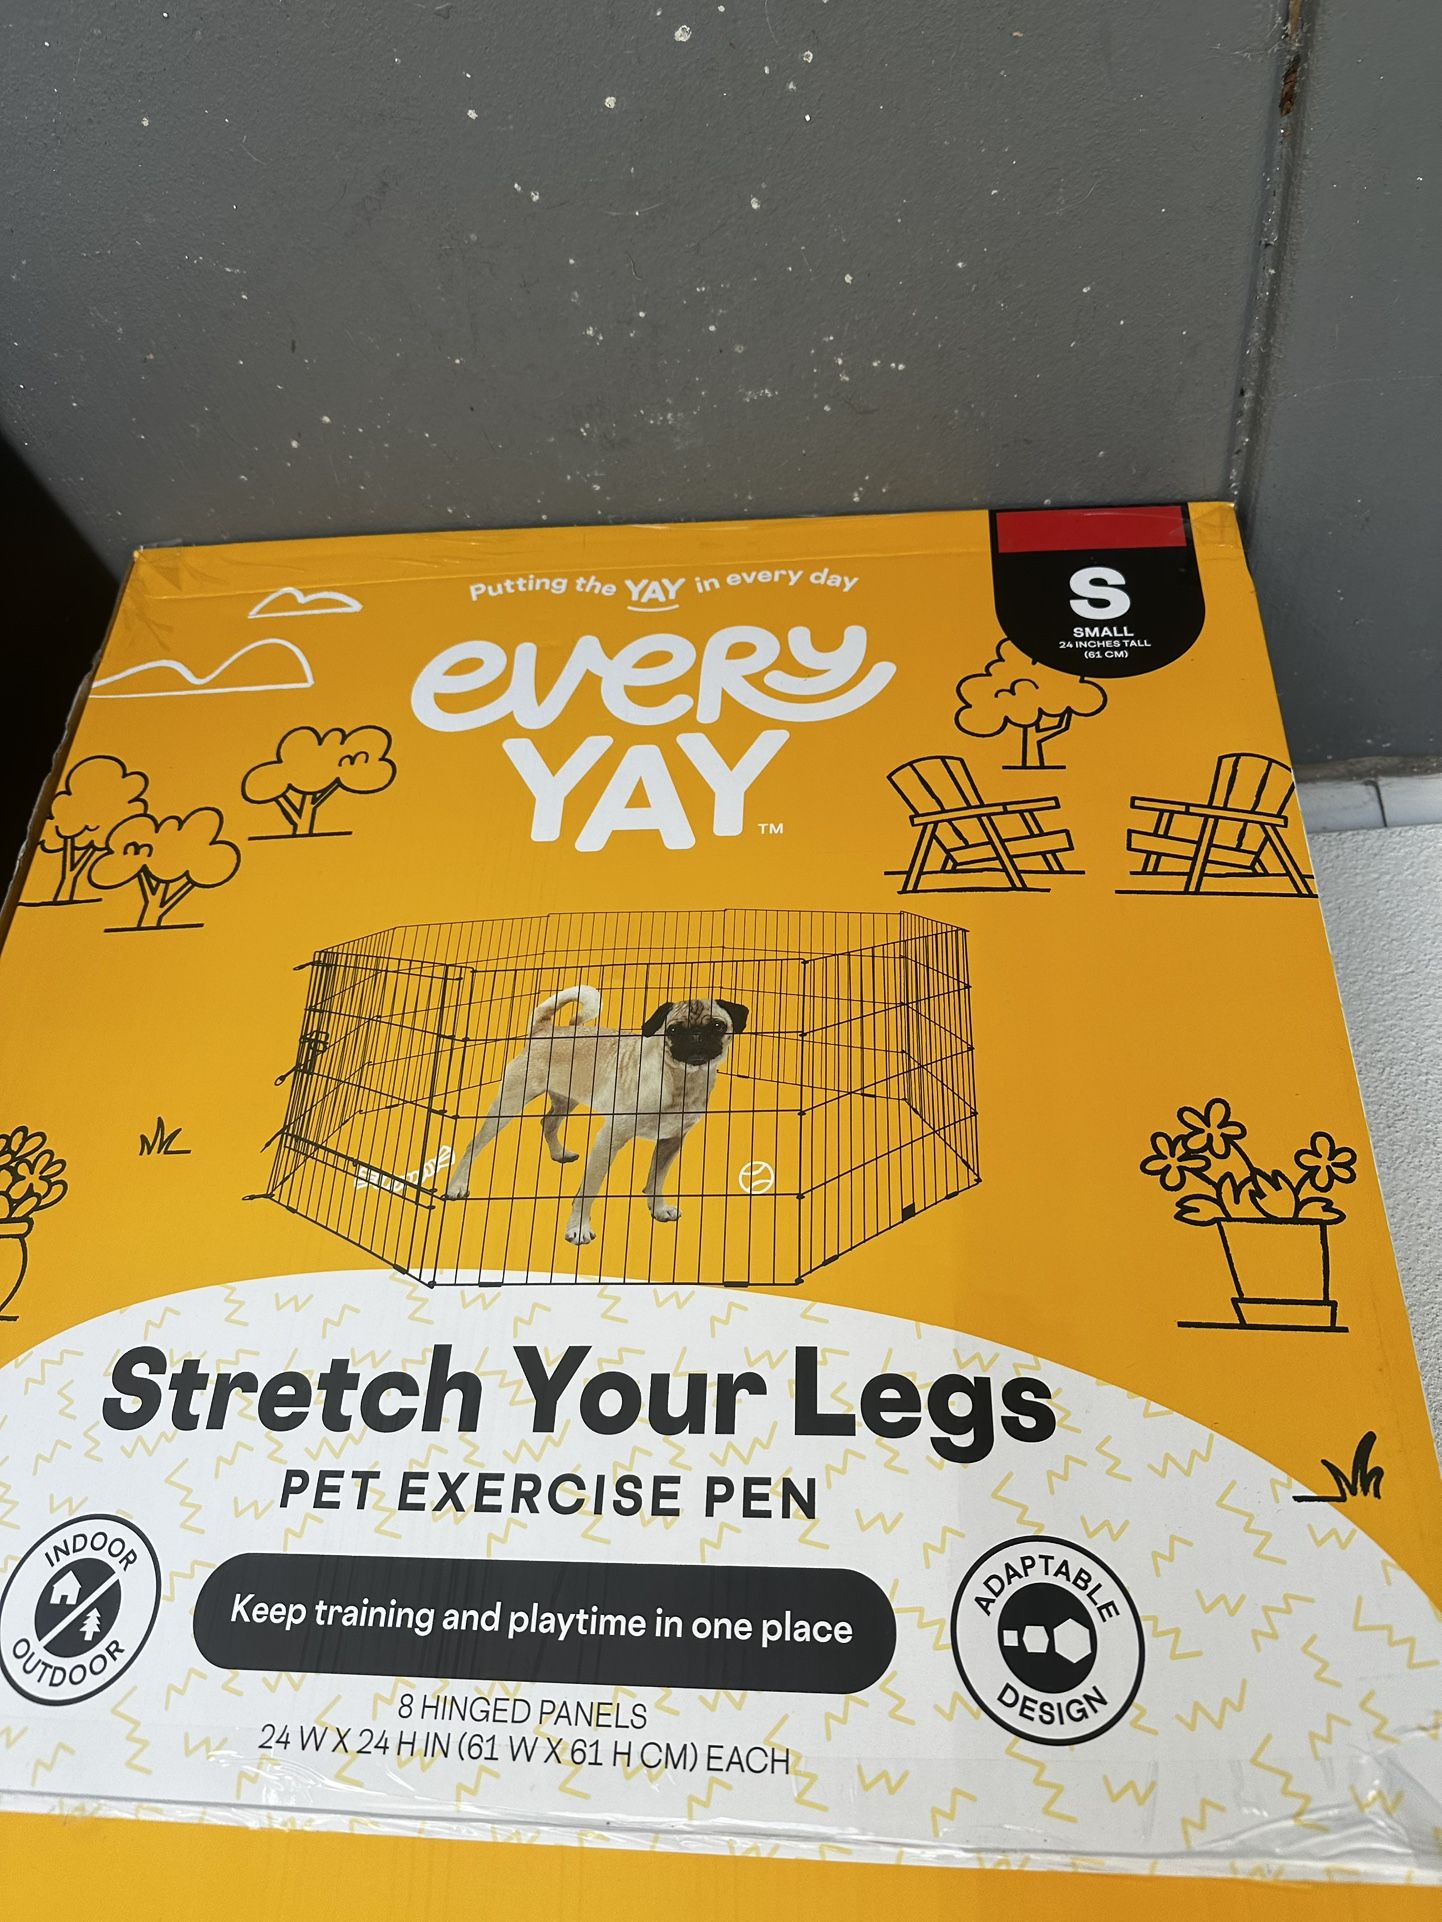 Putting the YAY in every day
every
YAY™
S
SMALL
24 INCHES TALL
(61 CM)
Stretch Your Legs
PET EXERCISE PEN
INDOOR
OUTDOOR
Keep training and playtime in one place
ADAPTABLE
DESIGN
8 HINGED PANELS
24 W X 24 H IN (61 W X 61 H CM) EACH